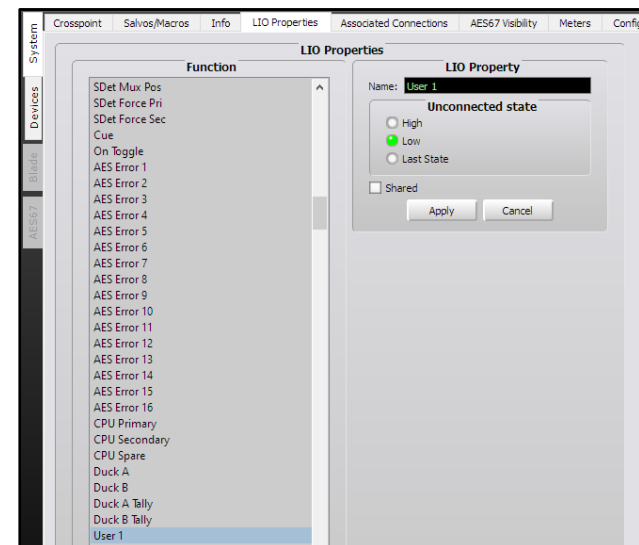 Crosspoint Salvos/Macros Info LIO Properties Associated Connections AES67 Visibility Meters Config
System
Devices
Blade
AES67
LIO Properties
Function
SDet Mux Pos
SDet Force Pri
SDet Force Sec
Cue
On Toggle
AES Error 1
AES Error 2
AES Error 3
AES Error 4
AES Error 5
AES Error 6
AES Error 7
AES Error 8
AES Error 9
AES Error 10
AES Error 11
AES Error 12
AES Error 13
AES Error 14
AES Error 15
AES Error 16
CPU Primary
CPU Secondary
CPU Spare
Duck A
Duck B
Duck A Tally
Duck B Tally
User 1
LIO Property
Name: User 1
Unconnected state
High
Low
Last State
Shared
Apply Cancel